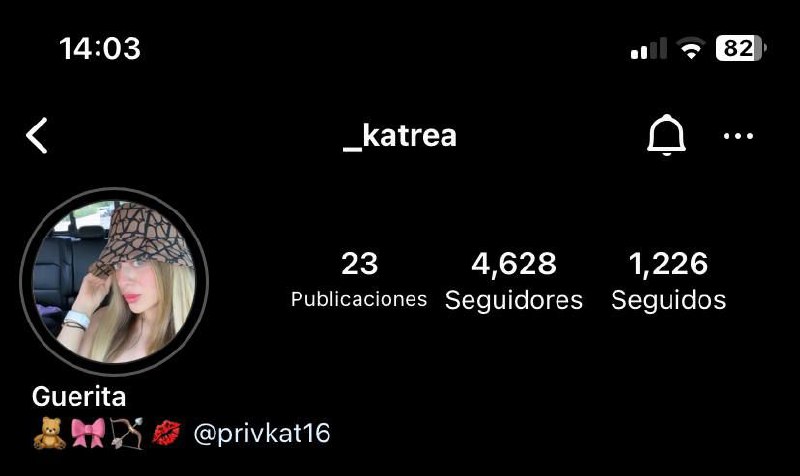 14:03 82
_katrea
23 4,628 1,226
Publicaciones Seguidores Seguidos
Guerita
🧸🎀🏹💋 @privkat16